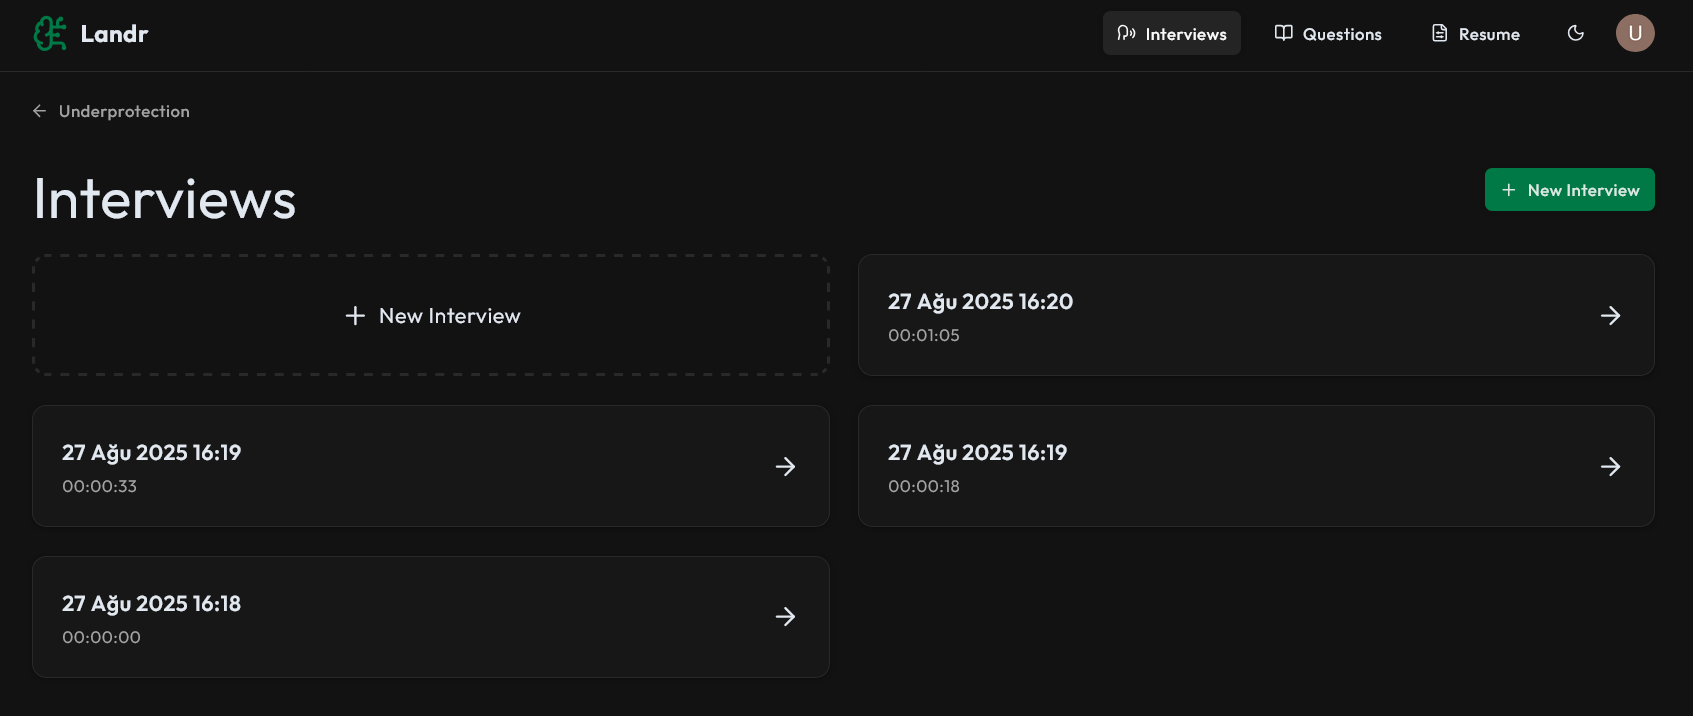 Landr
Interviews
Questions
Resume
U
Underprotection
Interviews
New Interview
New Interview
27 Ağu 2025 16:20
00:01:05
27 Ağu 2025 16:19
00:00:33
27 Ağu 2025 16:19
00:00:18
27 Ağu 2025 16:18
00:00:00